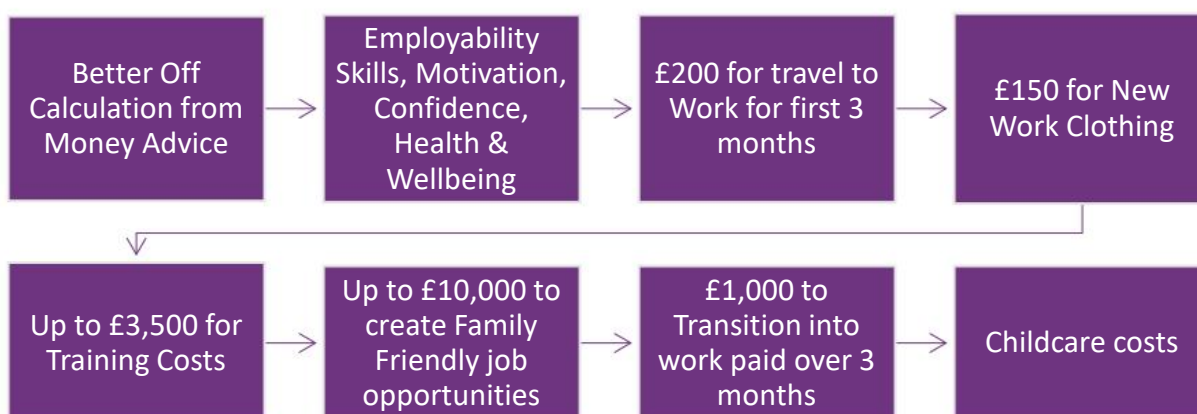 Better Off
Calculation from
Money Advice
Employability
Skills, Motivation,
Confidence,
Health &
Wellbeing
£200 for travel to
Work for first 3
months
£150 for New
Work Clothing
Up to £3,500 for
Training Costs
Up to £10,000 to
create Family
Friendly job
opportunities
£1,000 to
Transition into
work paid over 3
months
Childcare costs